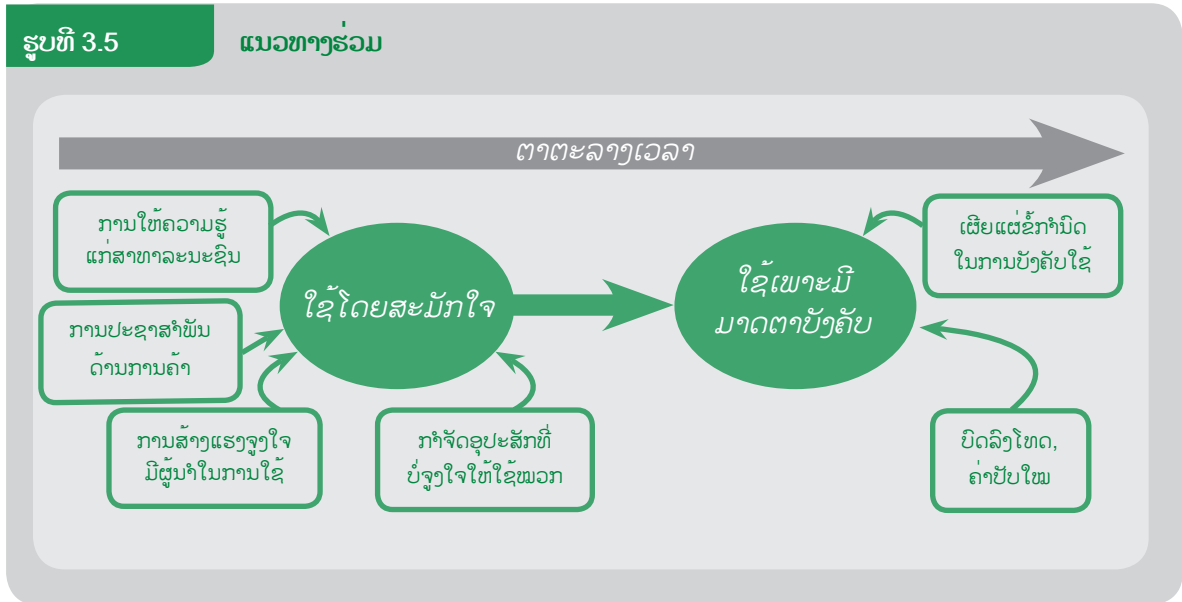 ຮູບທີ 3.5
ແນວທາງຮ່ວມ
ຕາຕະລາງເວລາ
ການໃຫ້ຄວາມຮູ້
ແກ່ສາທາລະນະຊົນ
ການປະຊາສຳພັນ
ດ້ານການຄ້າ
ການສ້າງແຮງຈູງໃຈ
ມີຜູ້ນຳໃນການໃຊ້
ກຳຈັດອຸປະສັກທີ່
ບໍ່ຈູງໃຈໃຫ້ໃຊ້ໝວກ
ໃຊ້ໂດຍສະມັກໃຈ
ໃຊ້ເພາະມີ
ມາດຕາບັງຄັບ
ເຜີຍແຜ່ຂໍ້ກຳນົດ
ໃນການບັງຄັບໃຊ້
ບົດລົງໂທດ,
ຄ່າປັບໃໝ